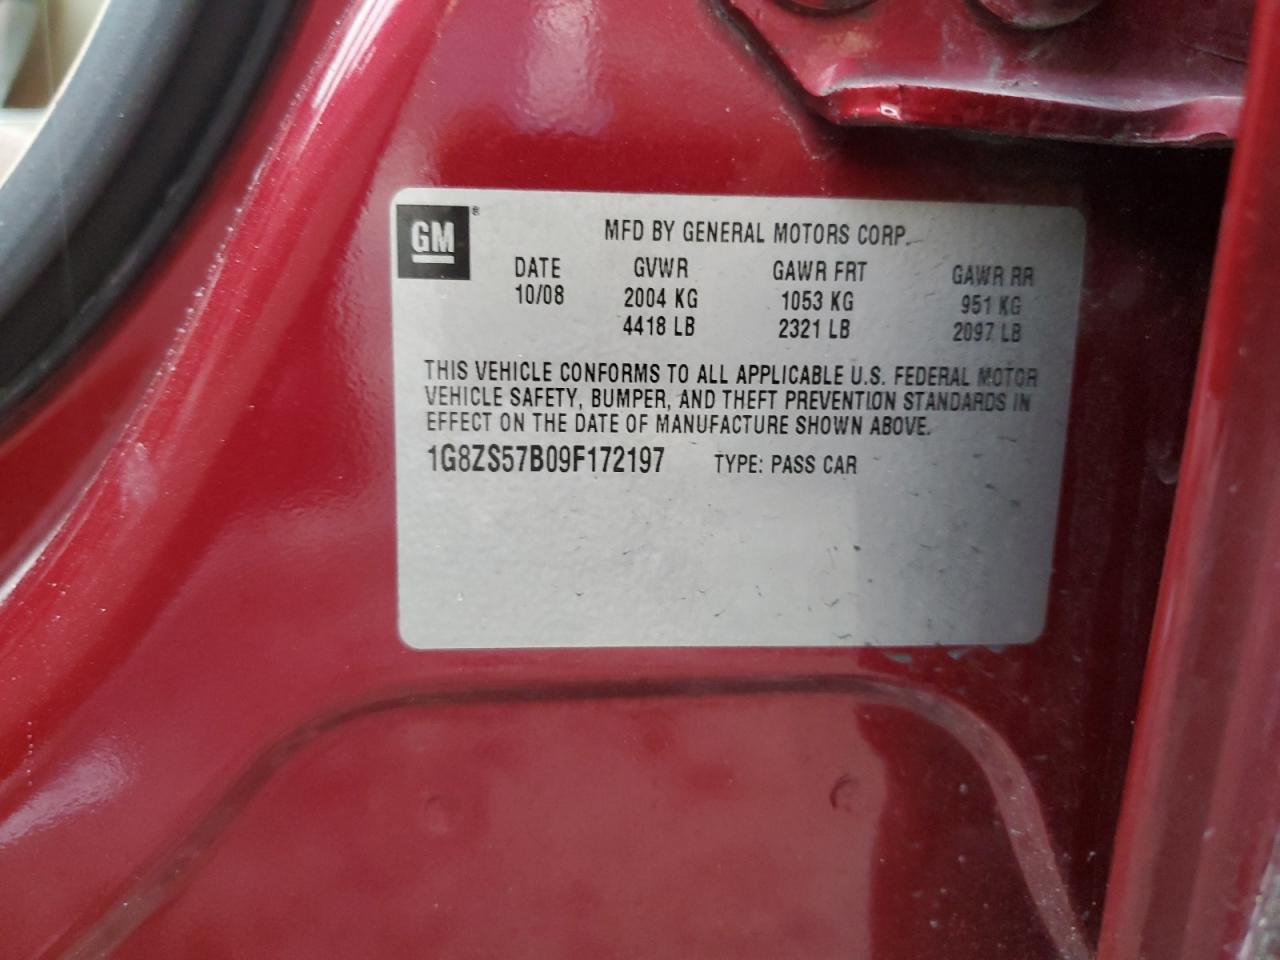 GM®
MFD BY GENERAL MOTORS CORP.
DATE GVWR GAWR FRT GAWR RR
10/08 2004 KG 1053 KG 951 KG
4418 LB 2321 LB 2097 LB
THIS VEHICLE CONFORMS TO ALL APPLICABLE U.S. FEDERAL MOTOR
VEHICLE SAFETY, BUMPER, AND THEFT PREVENTION STANDARDS IN
EFFECT ON THE DATE OF MANUFACTURE SHOWN ABOVE.
1G8ZS57B09F172197 TYPE: PASS CAR